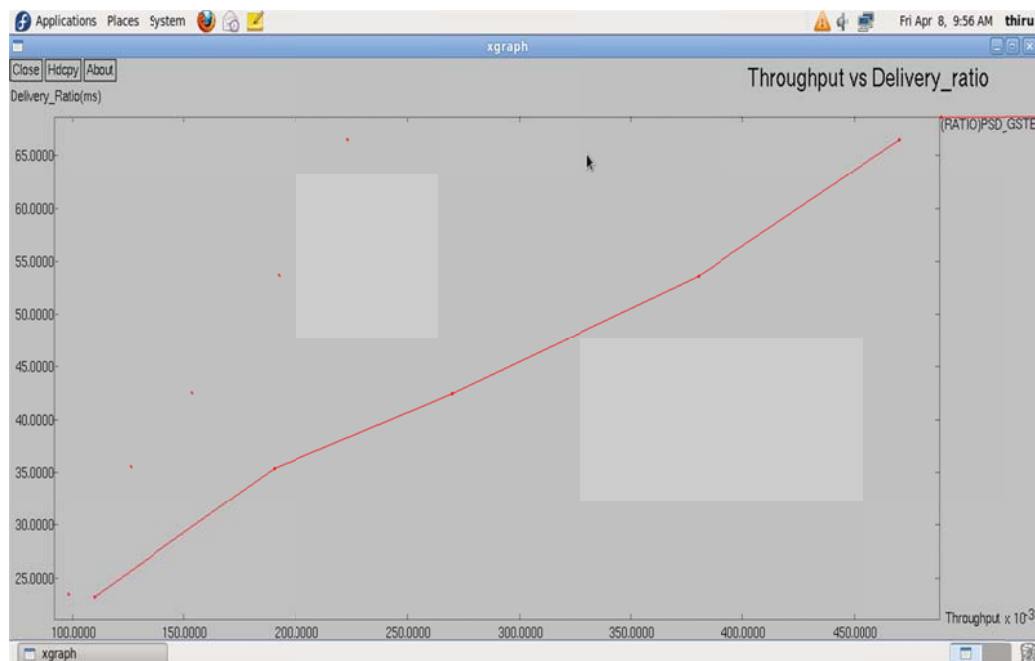 Applications Places System Fri Apr 8, 9:56 AM thiru
xgraph
Close Hdcpy About
Throughput vs Delivery_ratio
Delivery_Ratio(ms)
(RATIO)PSD_GSTE
65.0000
60.0000
55.0000
50.0000
45.0000
40.0000
35.0000
30.0000
25.0000
Throughput x 10-3
100.0000 150.0000 200.0000 250.0000 300.0000 350.0000 400.0000 450.0000
xgraph